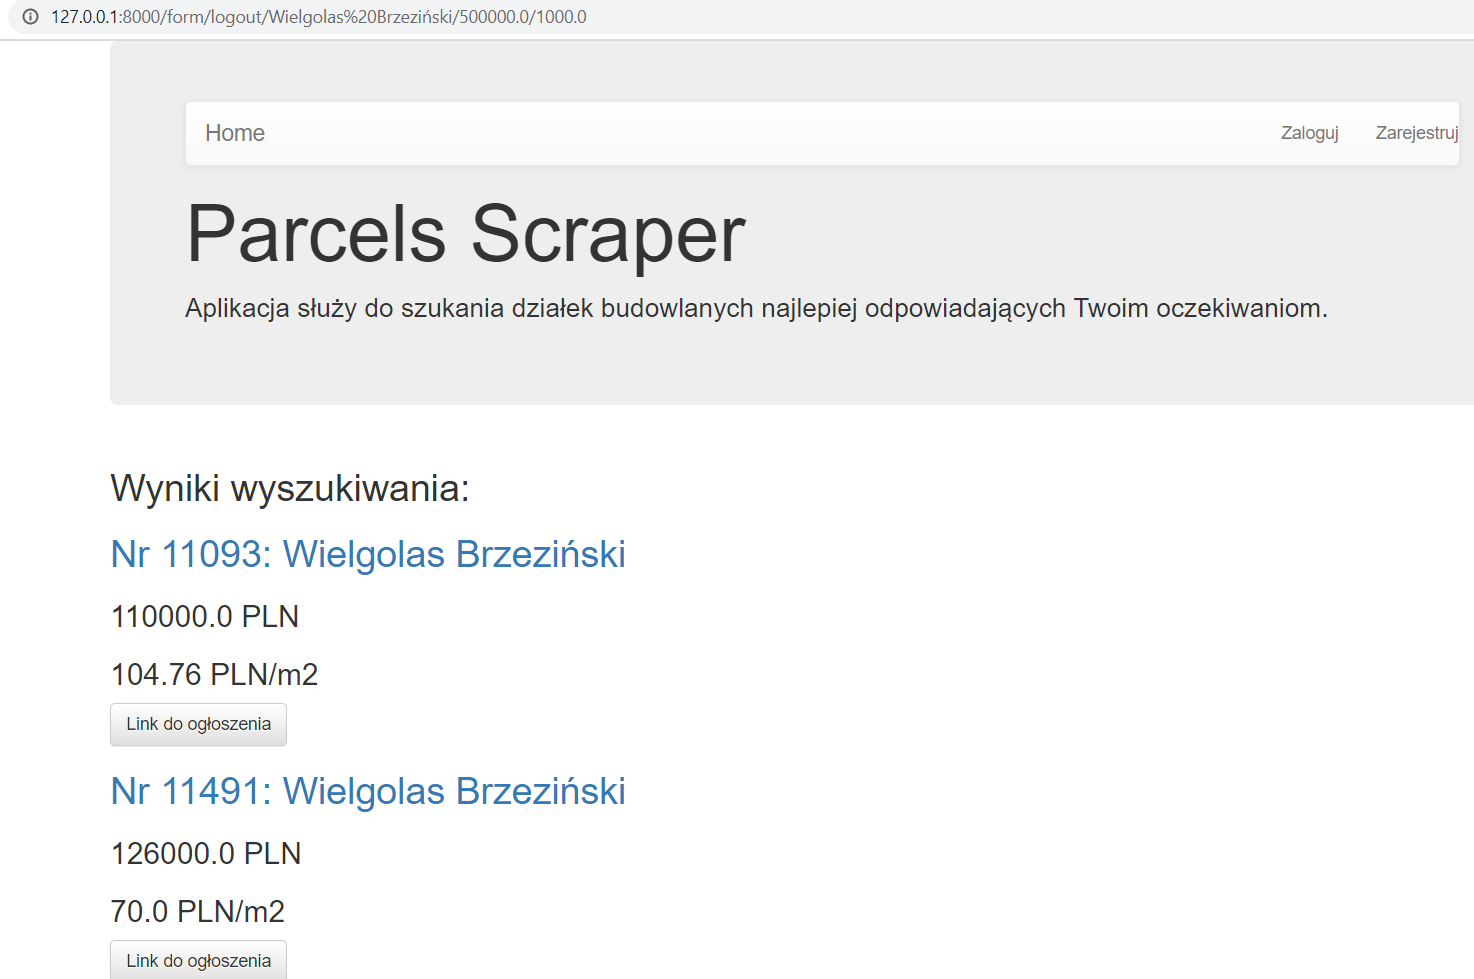 127.0.0.1:8000/form/logout/Wielgolas%20Brzeziński/500000.0/1000.0
Home Zaloguj Zarejestruj
Parcels Scraper
Aplikacja służy do szukania działek budowlanych najlepiej odpowiadających Twoim oczekiwaniom.
Wyniki wyszukiwania:
Nr 11093: Wielgolas Brzeziński
110000.0 PLN
104.76 PLN/m2
Link do ogłoszenia
Nr 11491: Wielgolas Brzeziński
126000.0 PLN
70.0 PLN/m2
Link do ogłoszenia